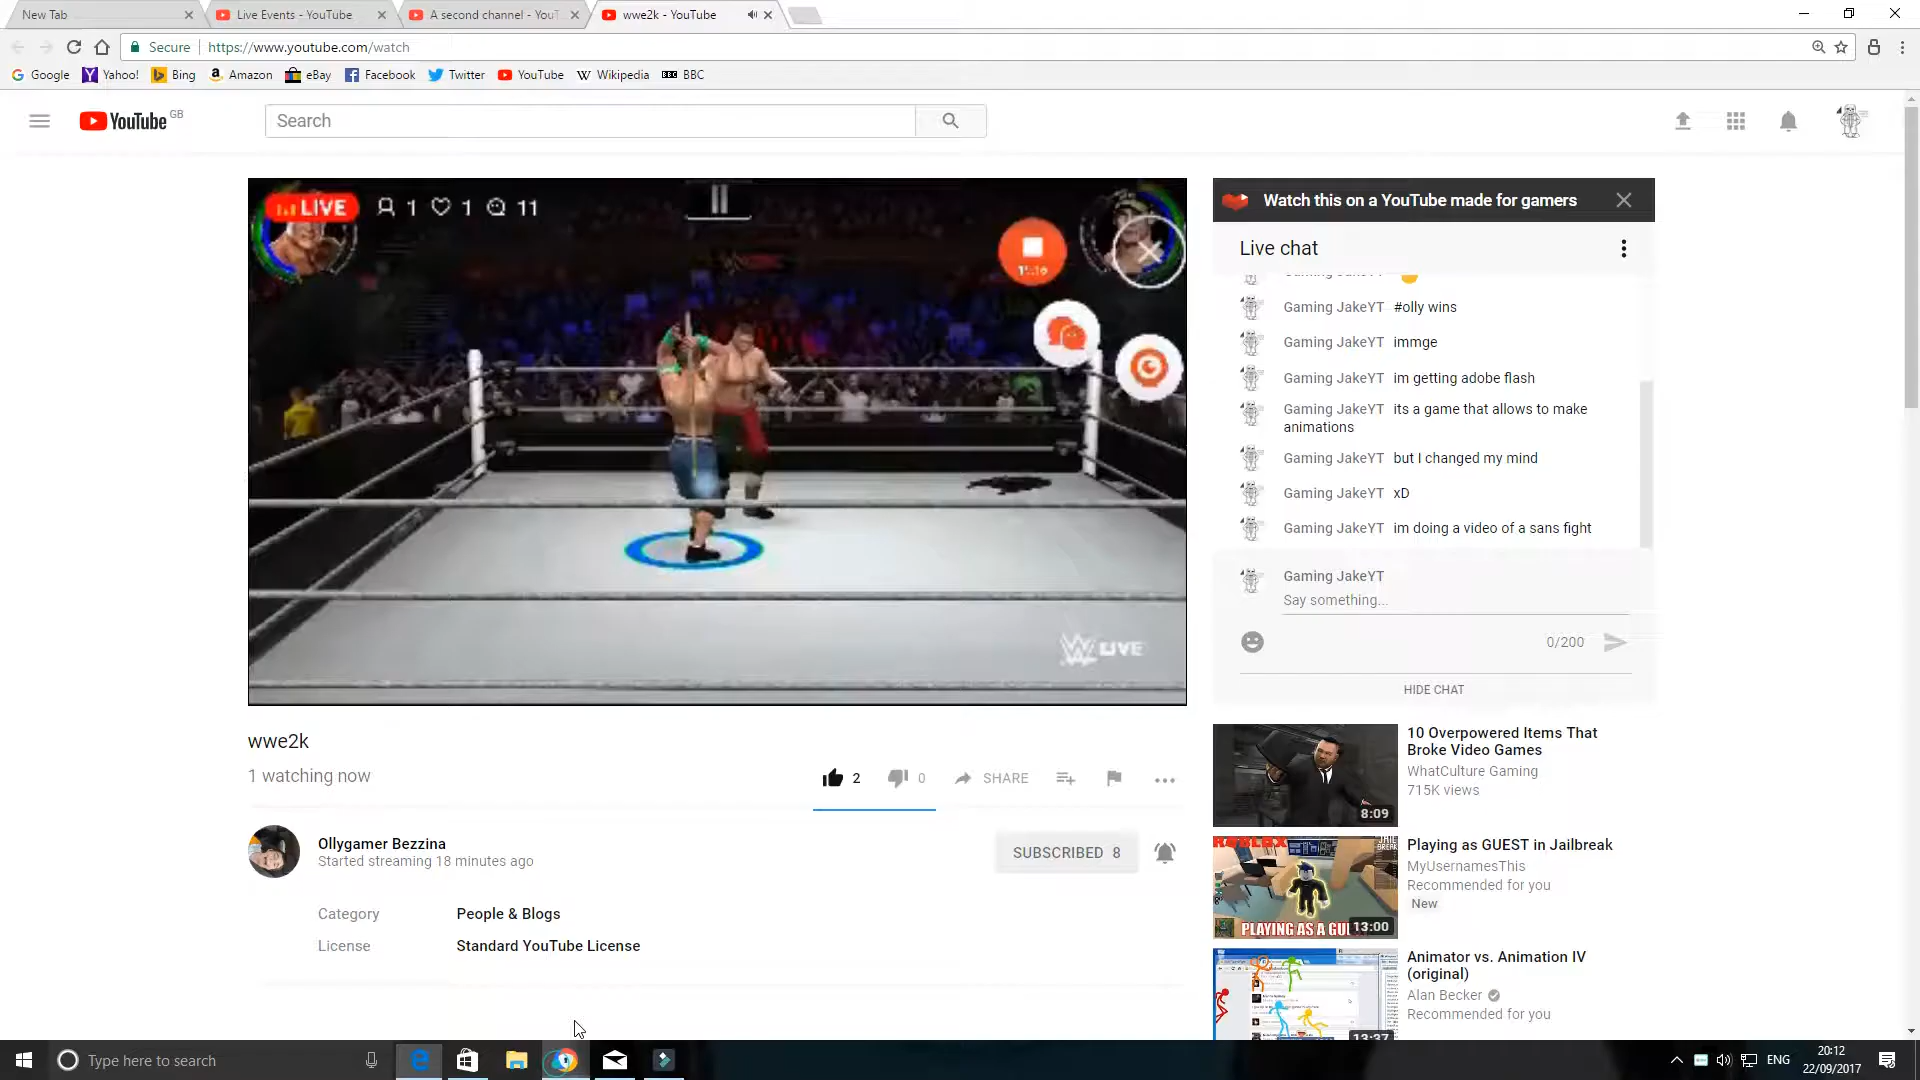 New Tab
Live Events - YouTube
A second channel - YouT
wwe2k - YouTube
Secure
https://www.youtube.com/watch
Google
Yahoo!
Bing
Amazon
eBay
Facebook
Twitter
YouTube
Wikipedia
BBC
BBC
YouTube GB
Search
LIVE 1 1 11
LIVE
Watch this on a YouTube made for gamers
Live chat
Gaming JakeYT #olly wins
Gaming JakeYT immge
Gaming JakeYT im getting adobe flash
Gaming JakeYT its a game that allows to make
animations
Gaming JakeYT but I changed my mind
Gaming JakeYT xD
Gaming JakeYT im doing a video of a sans fight
Gaming JakeYT
Say something...
0/200
HIDE CHAT
wwe2k
1 watching now
2 0 SHARE
Ollygamer Bezzina
Started streaming 18 minutes ago
SUBSCRIBED 8
Category People & Blogs
License Standard YouTube License
10 Overpowered Items That
Broke Video Games
WhatCulture Gaming
715K views
8:09
Playing as GUEST in Jailbreak
MyUsernamesThis
Recommended for you
New
ROBLOX
PLAYING AS A GU
13:00
Animator vs. Animation IV
(original)
Alan Becker
Recommended for you
13:37
Type here to search
ENG
20:12
22/09/2017